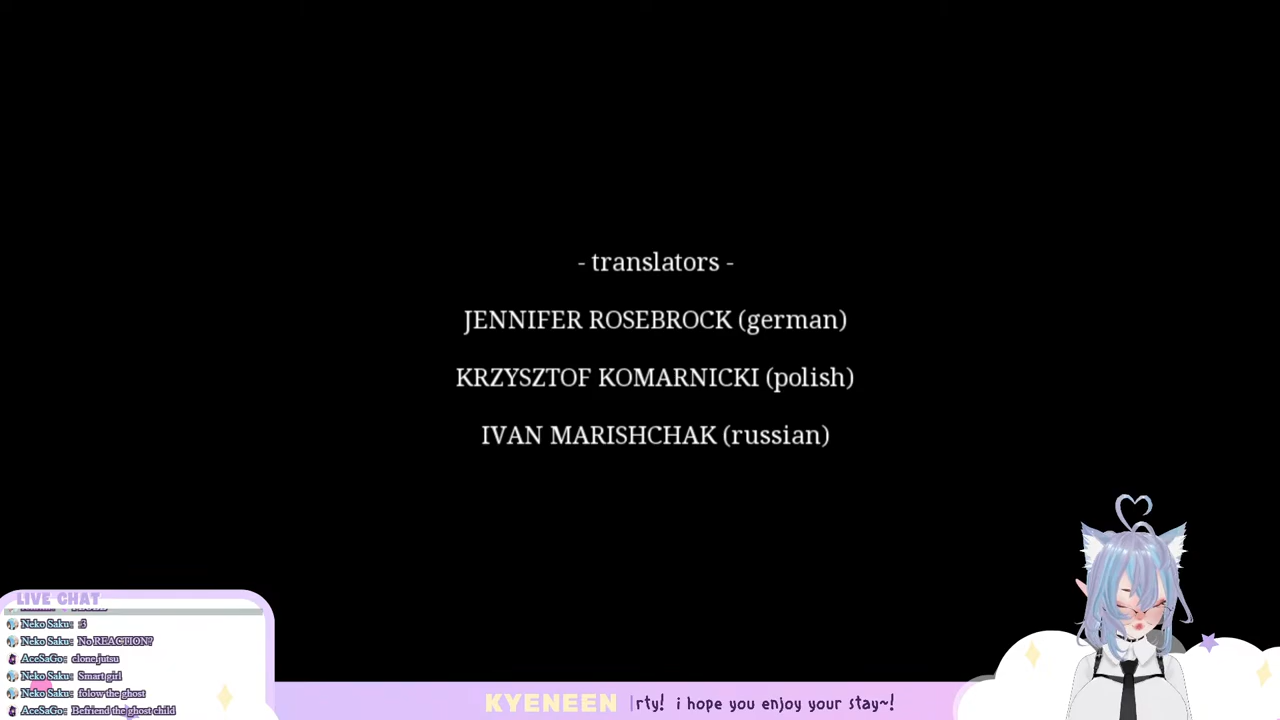 - translators -
JENNIFER ROSEBROCK (german)
KRZYSZTOF KOMARNICKI (polish)
IVAN MARISHCHAK (russian)
LIVE CHAT
Neko Saku: :3
Neko Saku: No REACTION?
AceSaGo: clone jutsu
Neko Saku: Smart girl
Neko Saku: folow the ghost
AceSaGo: Befriend the ghost child
KYENEEN rty! i hope you enjoy your stay~!